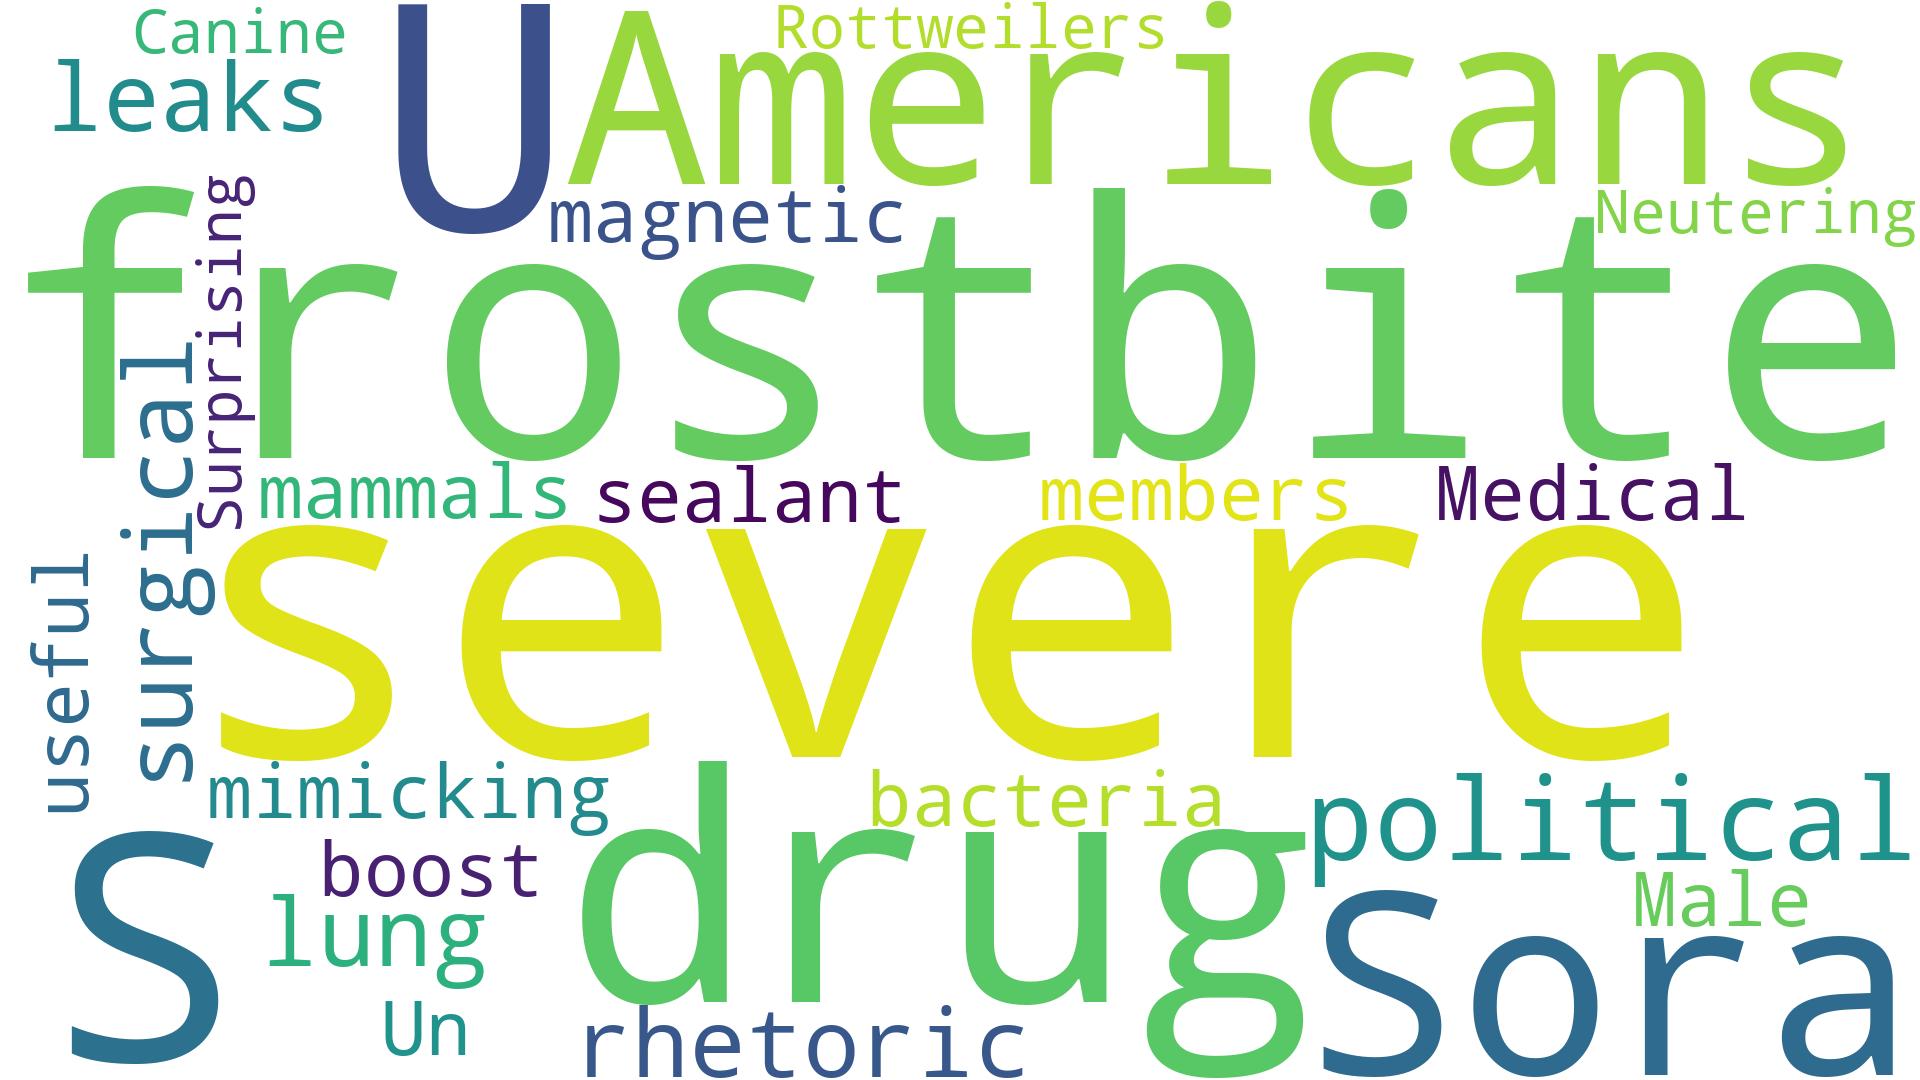 Canine
Rottweilers
U
Americans
leaks
magnetic
Neutering
Surprising
frostbite
surgical
mammals
sealant
members
Medical
useful
severe
mimicking
bacteria
political
boost
drug
Male
S
lung
Sora
Un
rhetoric